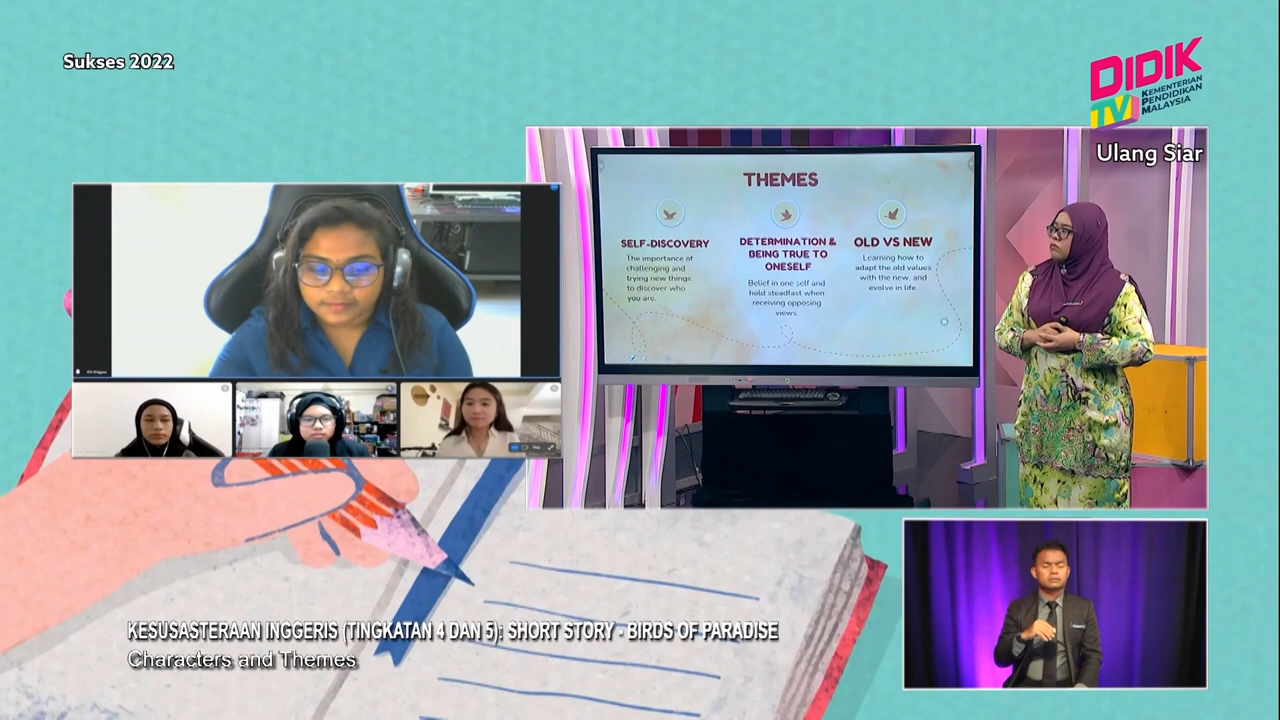 Sukses 2022
DIDIK
TV
KEMENTERIAN
PENDIDIKAN
MALAYSIA
Ulang Siar
THEMES
SELF-DISCOVERY
The importance of
challenging and
trying new things
to discover who
you are.
DETERMINATION &
BEING TRUE TO
ONESELF
Belief in one self and
hold steadfast when
receiving opposing
views.
OLD VS NEW
Learning how to
adapt the old values
with the new, and
evolve in life.
KESUSASTERAAN INGGERIS (TINGKATAN 4 DAN 5): SHORT STORY - BIRDS OF PARADISE
Characters and Themes